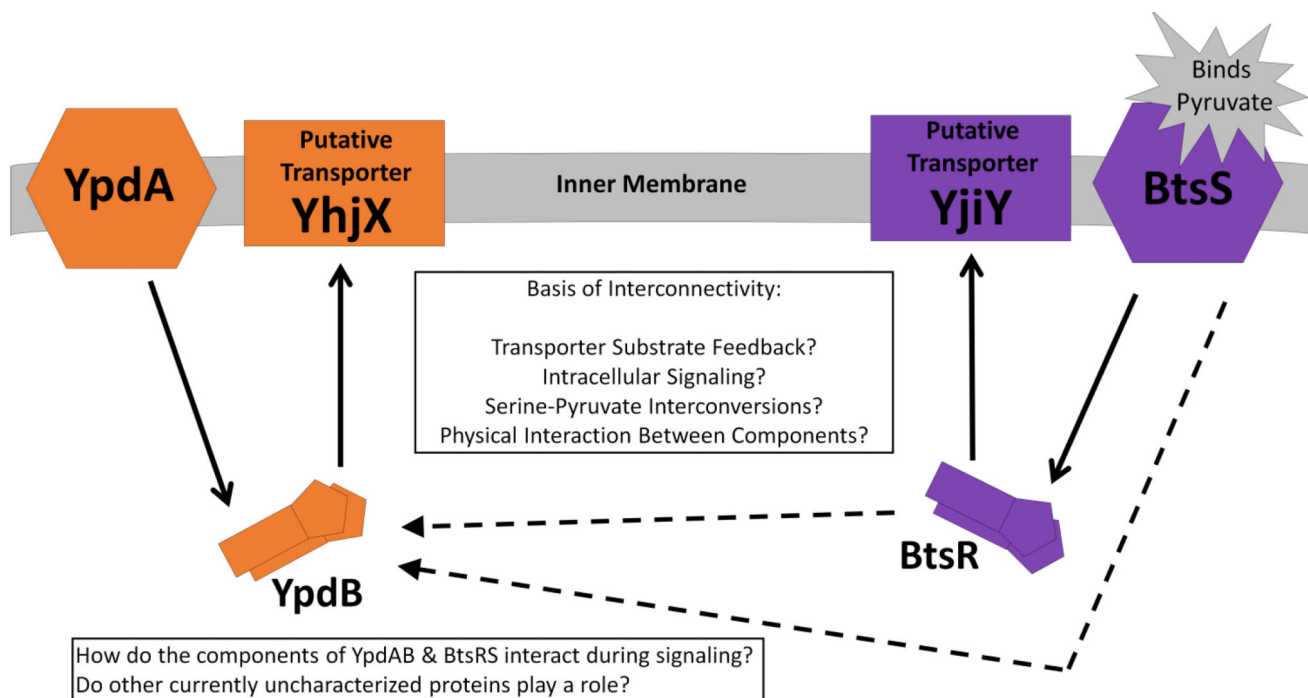 Binds
Pyruvate
YpdA
Putative
Transporter
YhjX
Inner Membrane
Putative
Transporter
YjiY
BtsS
Basis of Interconnectivity:
Transporter Substrate Feedback?
Intracellular Signaling?
Serine-Pyruvate Interconversions?
Physical Interaction Between Components?
YpdB
BtsR
How do the components of YpdAB & BtsRS interact during signaling?
Do other currently uncharacterized proteins play a role?